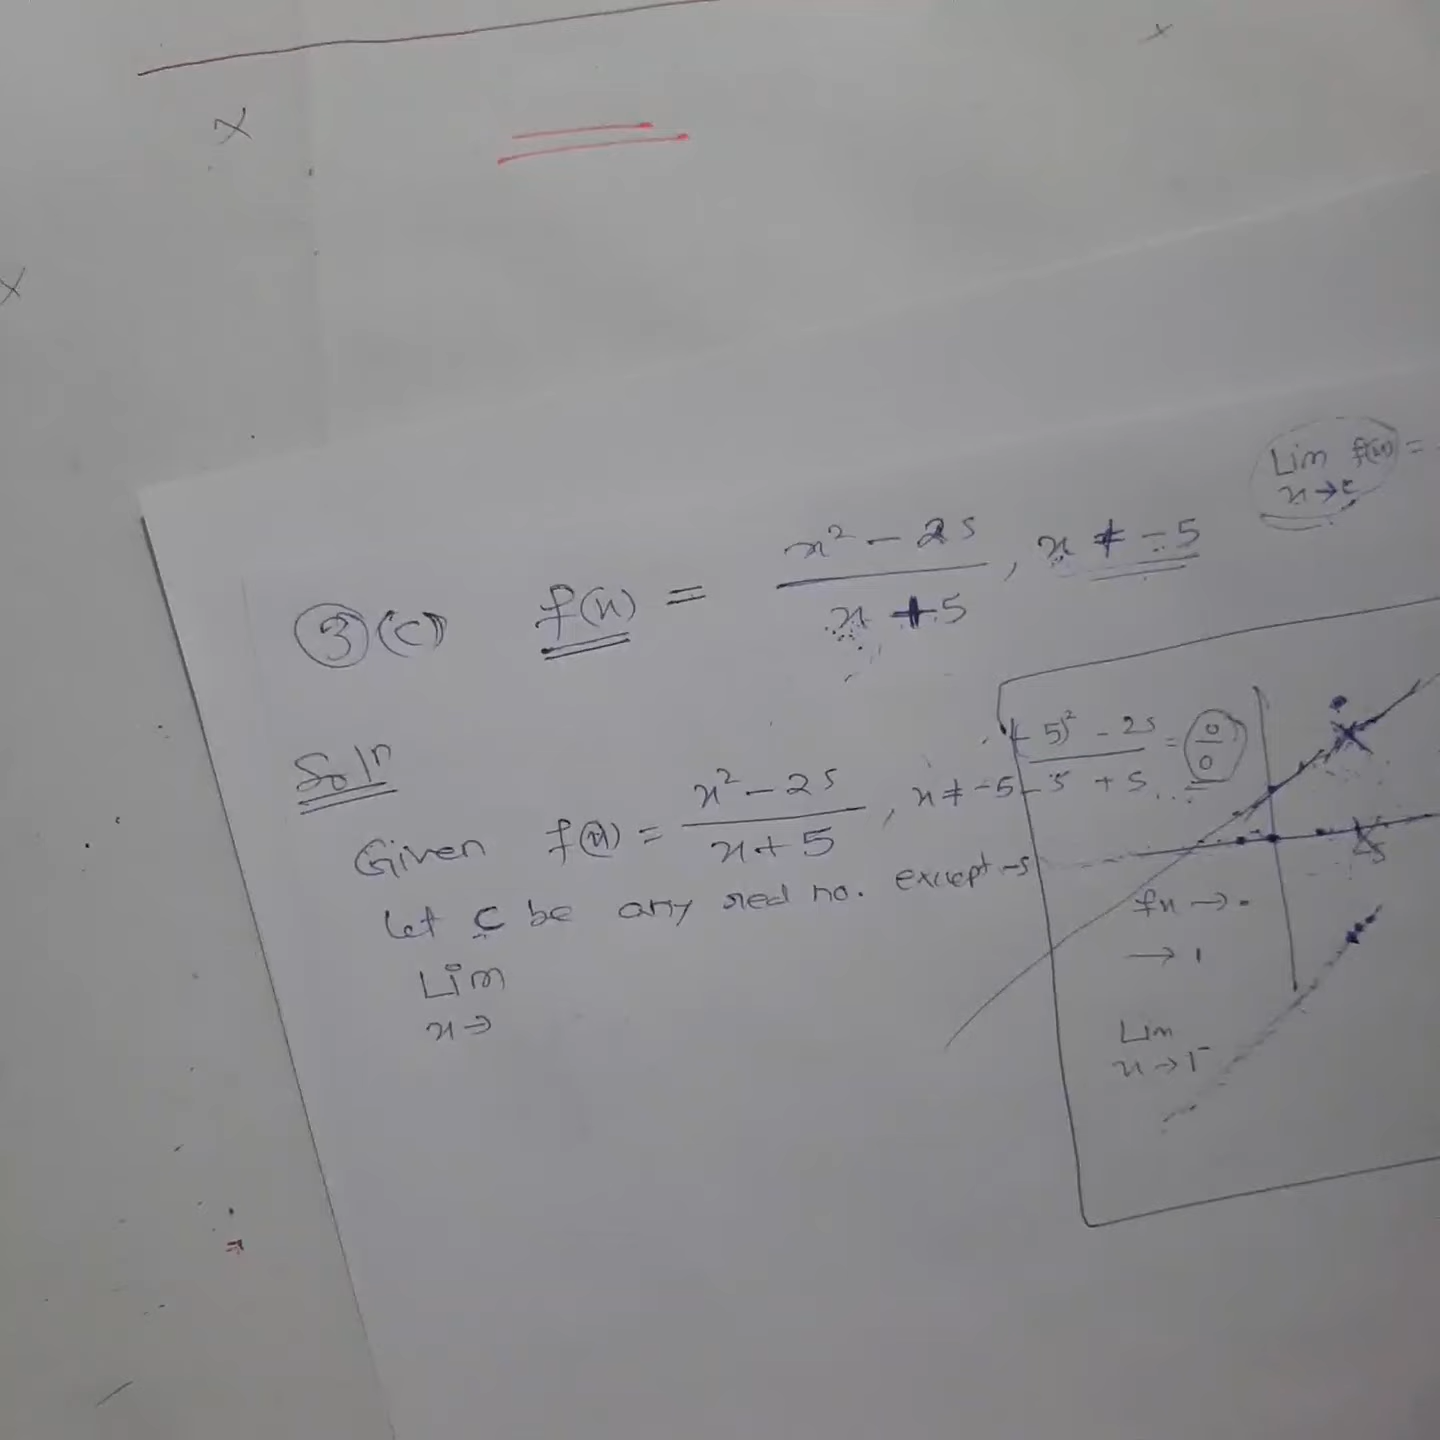 Lim f(x) =
x→c
③(c) f(x) = x² - 25 / x + 5 , x ≠ -5
Soln
Given f(x) = x² - 25 / x + 5 , x ≠ -5
Let c be any real no. except -5
Lim
x→
(-5)² - 25 / -5 + 5 = 0/0
fx →
→ 1
Lim
x→1⁻